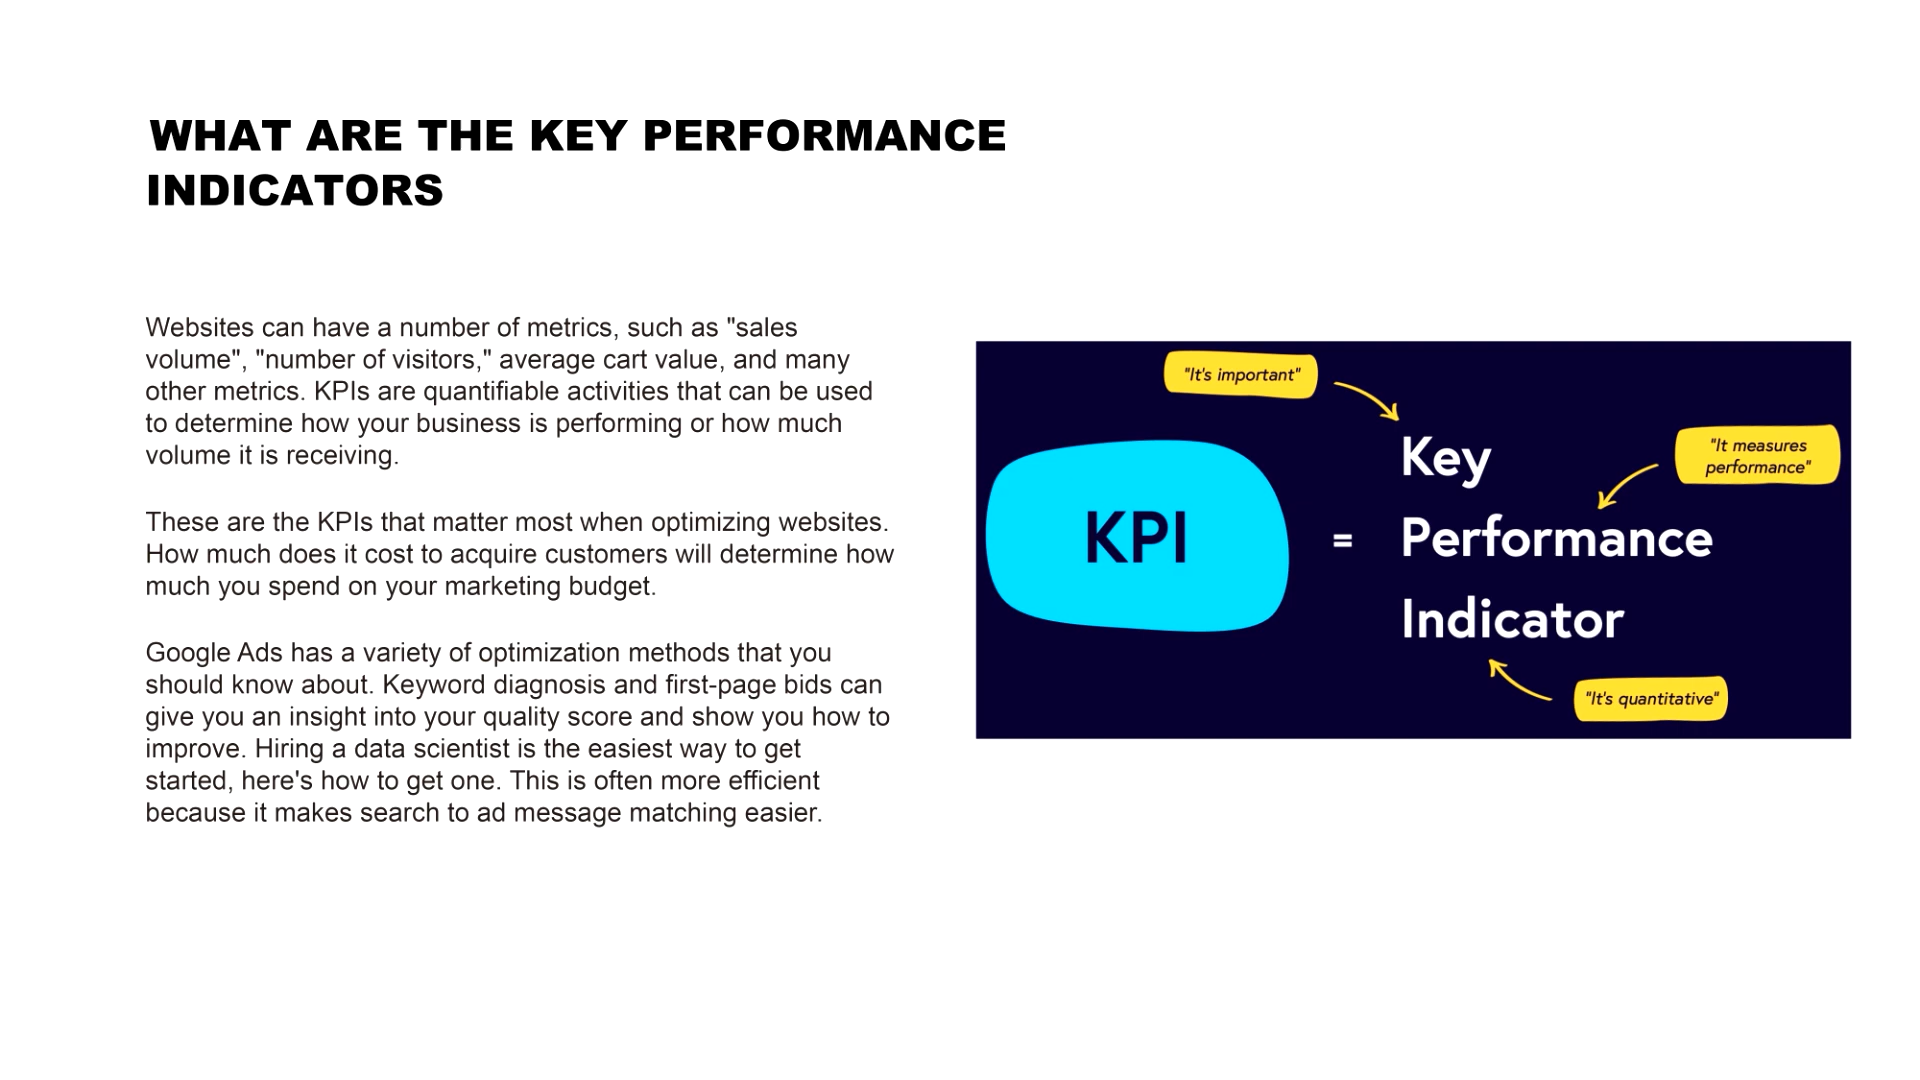 WHAT ARE THE KEY PERFORMANCE
INDICATORS
Websites can have a number of metrics, such as "sales
volume", "number of visitors," average cart value, and many
other metrics. KPIs are quantifiable activities that can be used
to determine how your business is performing or how much
volume it is receiving.
These are the KPIs that matter most when optimizing websites.
How much does it cost to acquire customers will determine how
much you spend on your marketing budget.
Google Ads has a variety of optimization methods that you
should know about. Keyword diagnosis and first-page bids can
give you an insight into your quality score and show you how to
improve. Hiring a data scientist is the easiest way to get
started, here's how to get one. This is often more efficient
because it makes search to ad message matching easier.
"It's important"
Key
"It measures
performance"
KPI
=
Performance
Indicator
"It's quantitative"